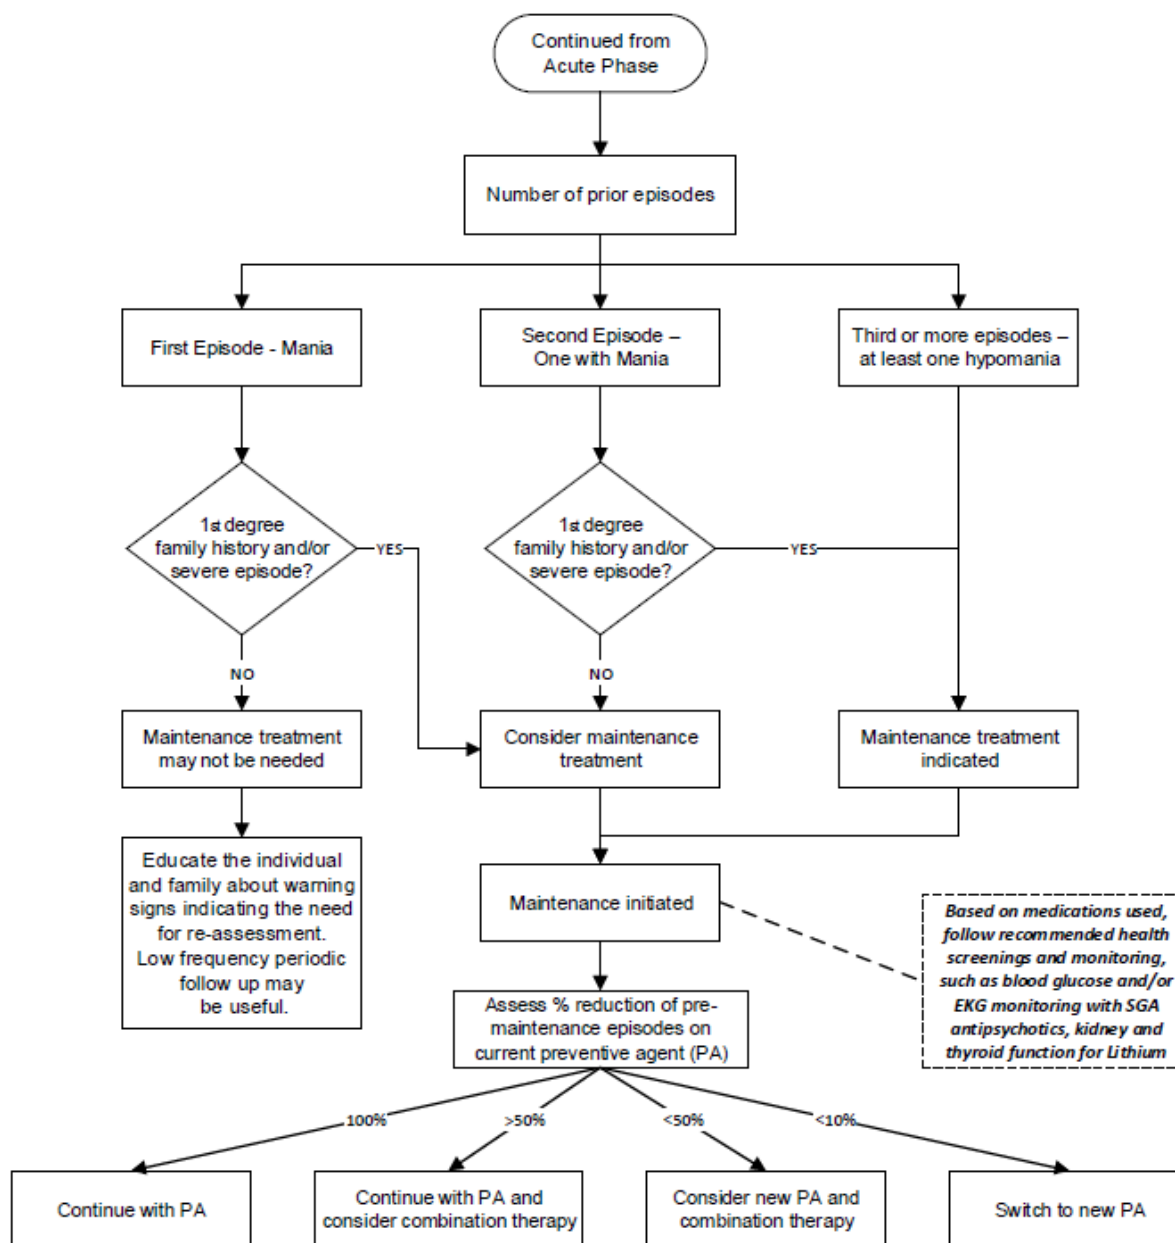 Continued from
Acute Phase
Number of prior episodes
First Episode - Mania
Second Episode –
One with Mania
Third or more episodes –
at least one hypomania
1st degree
family history and/or
severe episode?
YES
1st degree
family history and/or
severe episode?
YES
NO
NO
Maintenance treatment
may not be needed
Consider maintenance
treatment
Maintenance treatment
indicated
Educate the individual
and family about warning
signs indicating the need
for re-assessment.
Low frequency periodic
follow up may
be useful.
Maintenance initiated
Based on medications used,
follow recommended health
screenings and monitoring,
such as blood glucose and/or
EKG monitoring with SGA
antipsychotics, kidney and
thyroid function for Lithium
Assess % reduction of pre-
maintenance episodes on
current preventive agent (PA)
100%
>50%
<50%
<10%
Continue with PA
Continue with PA and
consider combination therapy
Consider new PA and
combination therapy
Switch to new PA